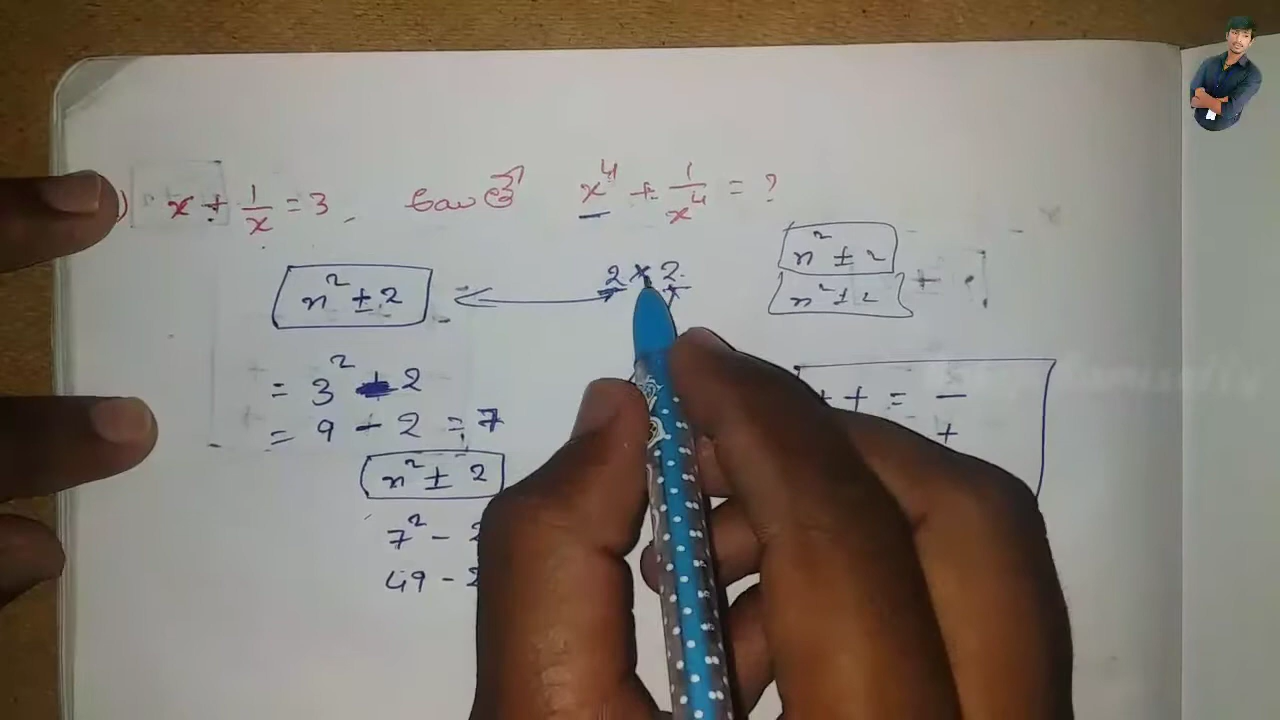 ) x + 1/x = 3, అయితే x⁴ + 1/x⁴ = ?
n² ± 2
2 × 2
n² ± 2
n² ± 2
= 3² - 2
= 9 - 2 = 7
n² ± 2
7² -
49 -